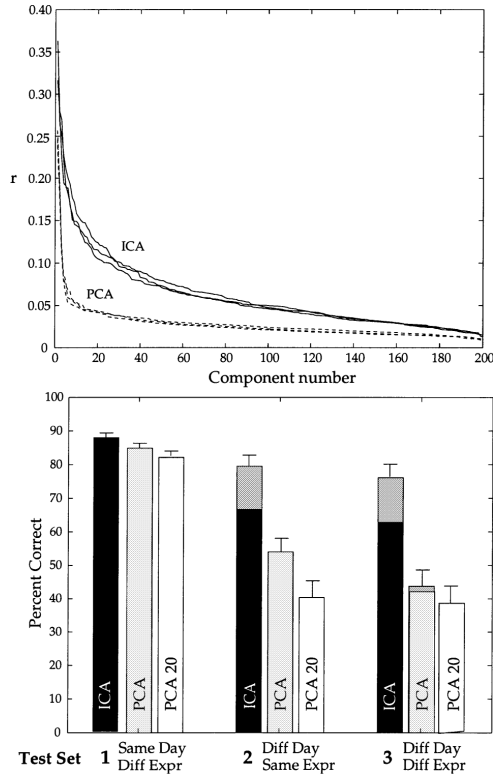 0.40
0.35
0.30
0.25
r
0.20
0.15
ICA
0.10
PCA
0.05
0
0 20 40 60 80 100 120 140 160 180 200
Component number
100
90
80
70
60
50
40
30
20
10
0
Percent Correct
ICA PCA PCA 20 ICA PCA PCA 20 ICA PCA PCA 20
Test Set 1 Same Day Diff Expr 2 Diff Day Same Expr 3 Diff Day Diff Expr